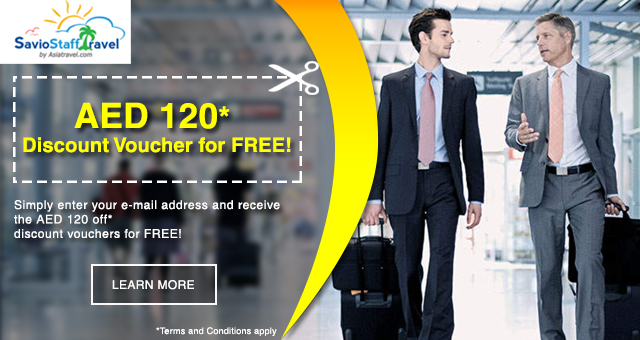 SavioStaffTravel
by Asiatravel.com
AED 120*
Discount Voucher for FREE!
Simply enter your e-mail address and receive
the AED 120 off*
discount vouchers for FREE!
LEARN MORE
*Terms and Conditions apply